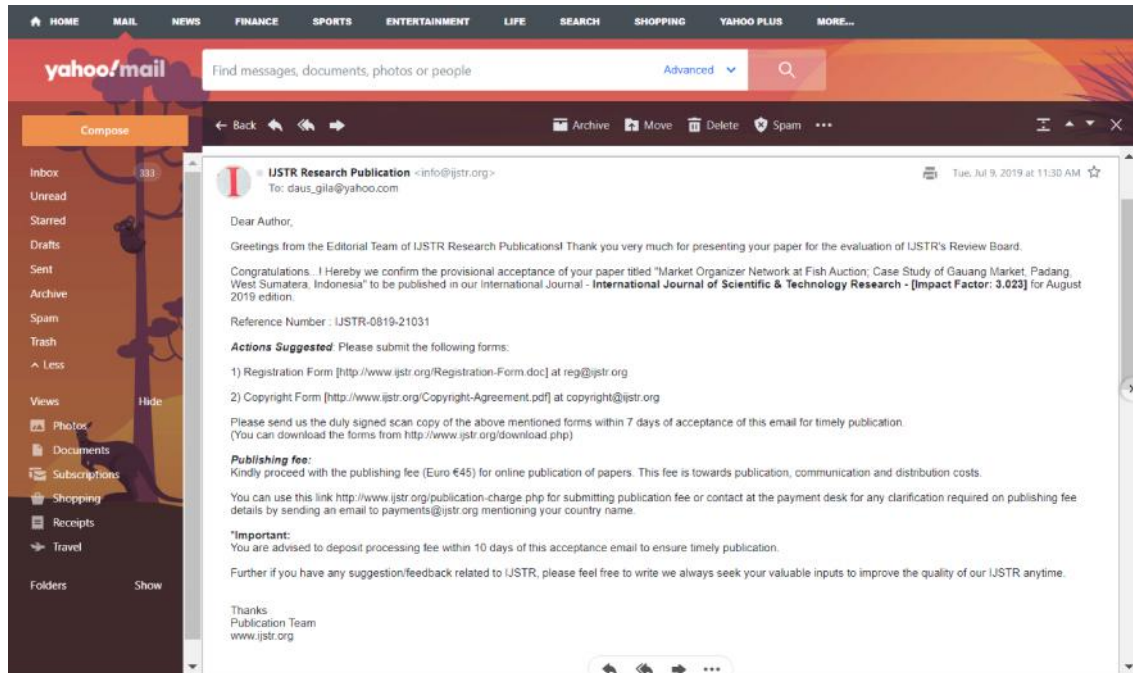 HOME MAIL NEWS FINANCE SPORTS ENTERTAINMENT LIFE SEARCH SHOPPING YAHOO PLUS MORE...
yahoo!mail
Find messages, documents, photos or people Advanced
Compose
Back Archive Move Delete Spam
Inbox 333
Unread
Starred
Drafts
Sent
Archive
Spam
Trash
Less
Views Hide
Photos
Documents
Subscriptions
Shopping
Receipts
Travel
Folders Show
I
IJSTR Research Publication <info@ijstr.org> Tue, Jul 9, 2019 at 11:30 AM
To: daus_gila@yahoo.com
Dear Author,
Greetings from the Editorial Team of IJSTR Research Publications! Thank you very much for presenting your paper for the evaluation of IJSTR's Review Board.
Congratulations...! Hereby we confirm the provisional acceptance of your paper titled "Market Organizer Network at Fish Auction; Case Study of Gauang Market, Padang,
West Sumatera, Indonesia" to be published in our International Journal - International Journal of Scientific & Technology Research - [Impact Factor: 3.023] for August
2019 edition.
Reference Number : IJSTR-0819-21031
Actions Suggested: Please submit the following forms:
1) Registration Form [http://www.ijstr.org/Registration-Form.doc] at reg@ijstr.org
2) Copyright Form [http://www.ijstr.org/Copyright-Agreement.pdf] at copyright@ijstr.org
Please send us the duly signed scan copy of the above mentioned forms within 7 days of acceptance of this email for timely publication.
(You can download the forms from http://www.ijstr.org/download.php)
Publishing fee:
Kindly proceed with the publishing fee (Euro €45) for online publication of papers. This fee is towards publication, communication and distribution costs.
You can use this link http://www.ijstr.org/publication-charge.php for submitting publication fee or contact at the payment desk for any clarification required on publishing fee
details by sending an email to payments@ijstr.org mentioning your country name.
*Important:
You are advised to deposit processing fee within 10 days of this acceptance email to ensure timely publication.
Further if you have any suggestion/feedback related to IJSTR, please feel free to write we always seek your valuable inputs to improve the quality of our IJSTR anytime.
Thanks
Publication Team
www.ijstr.org